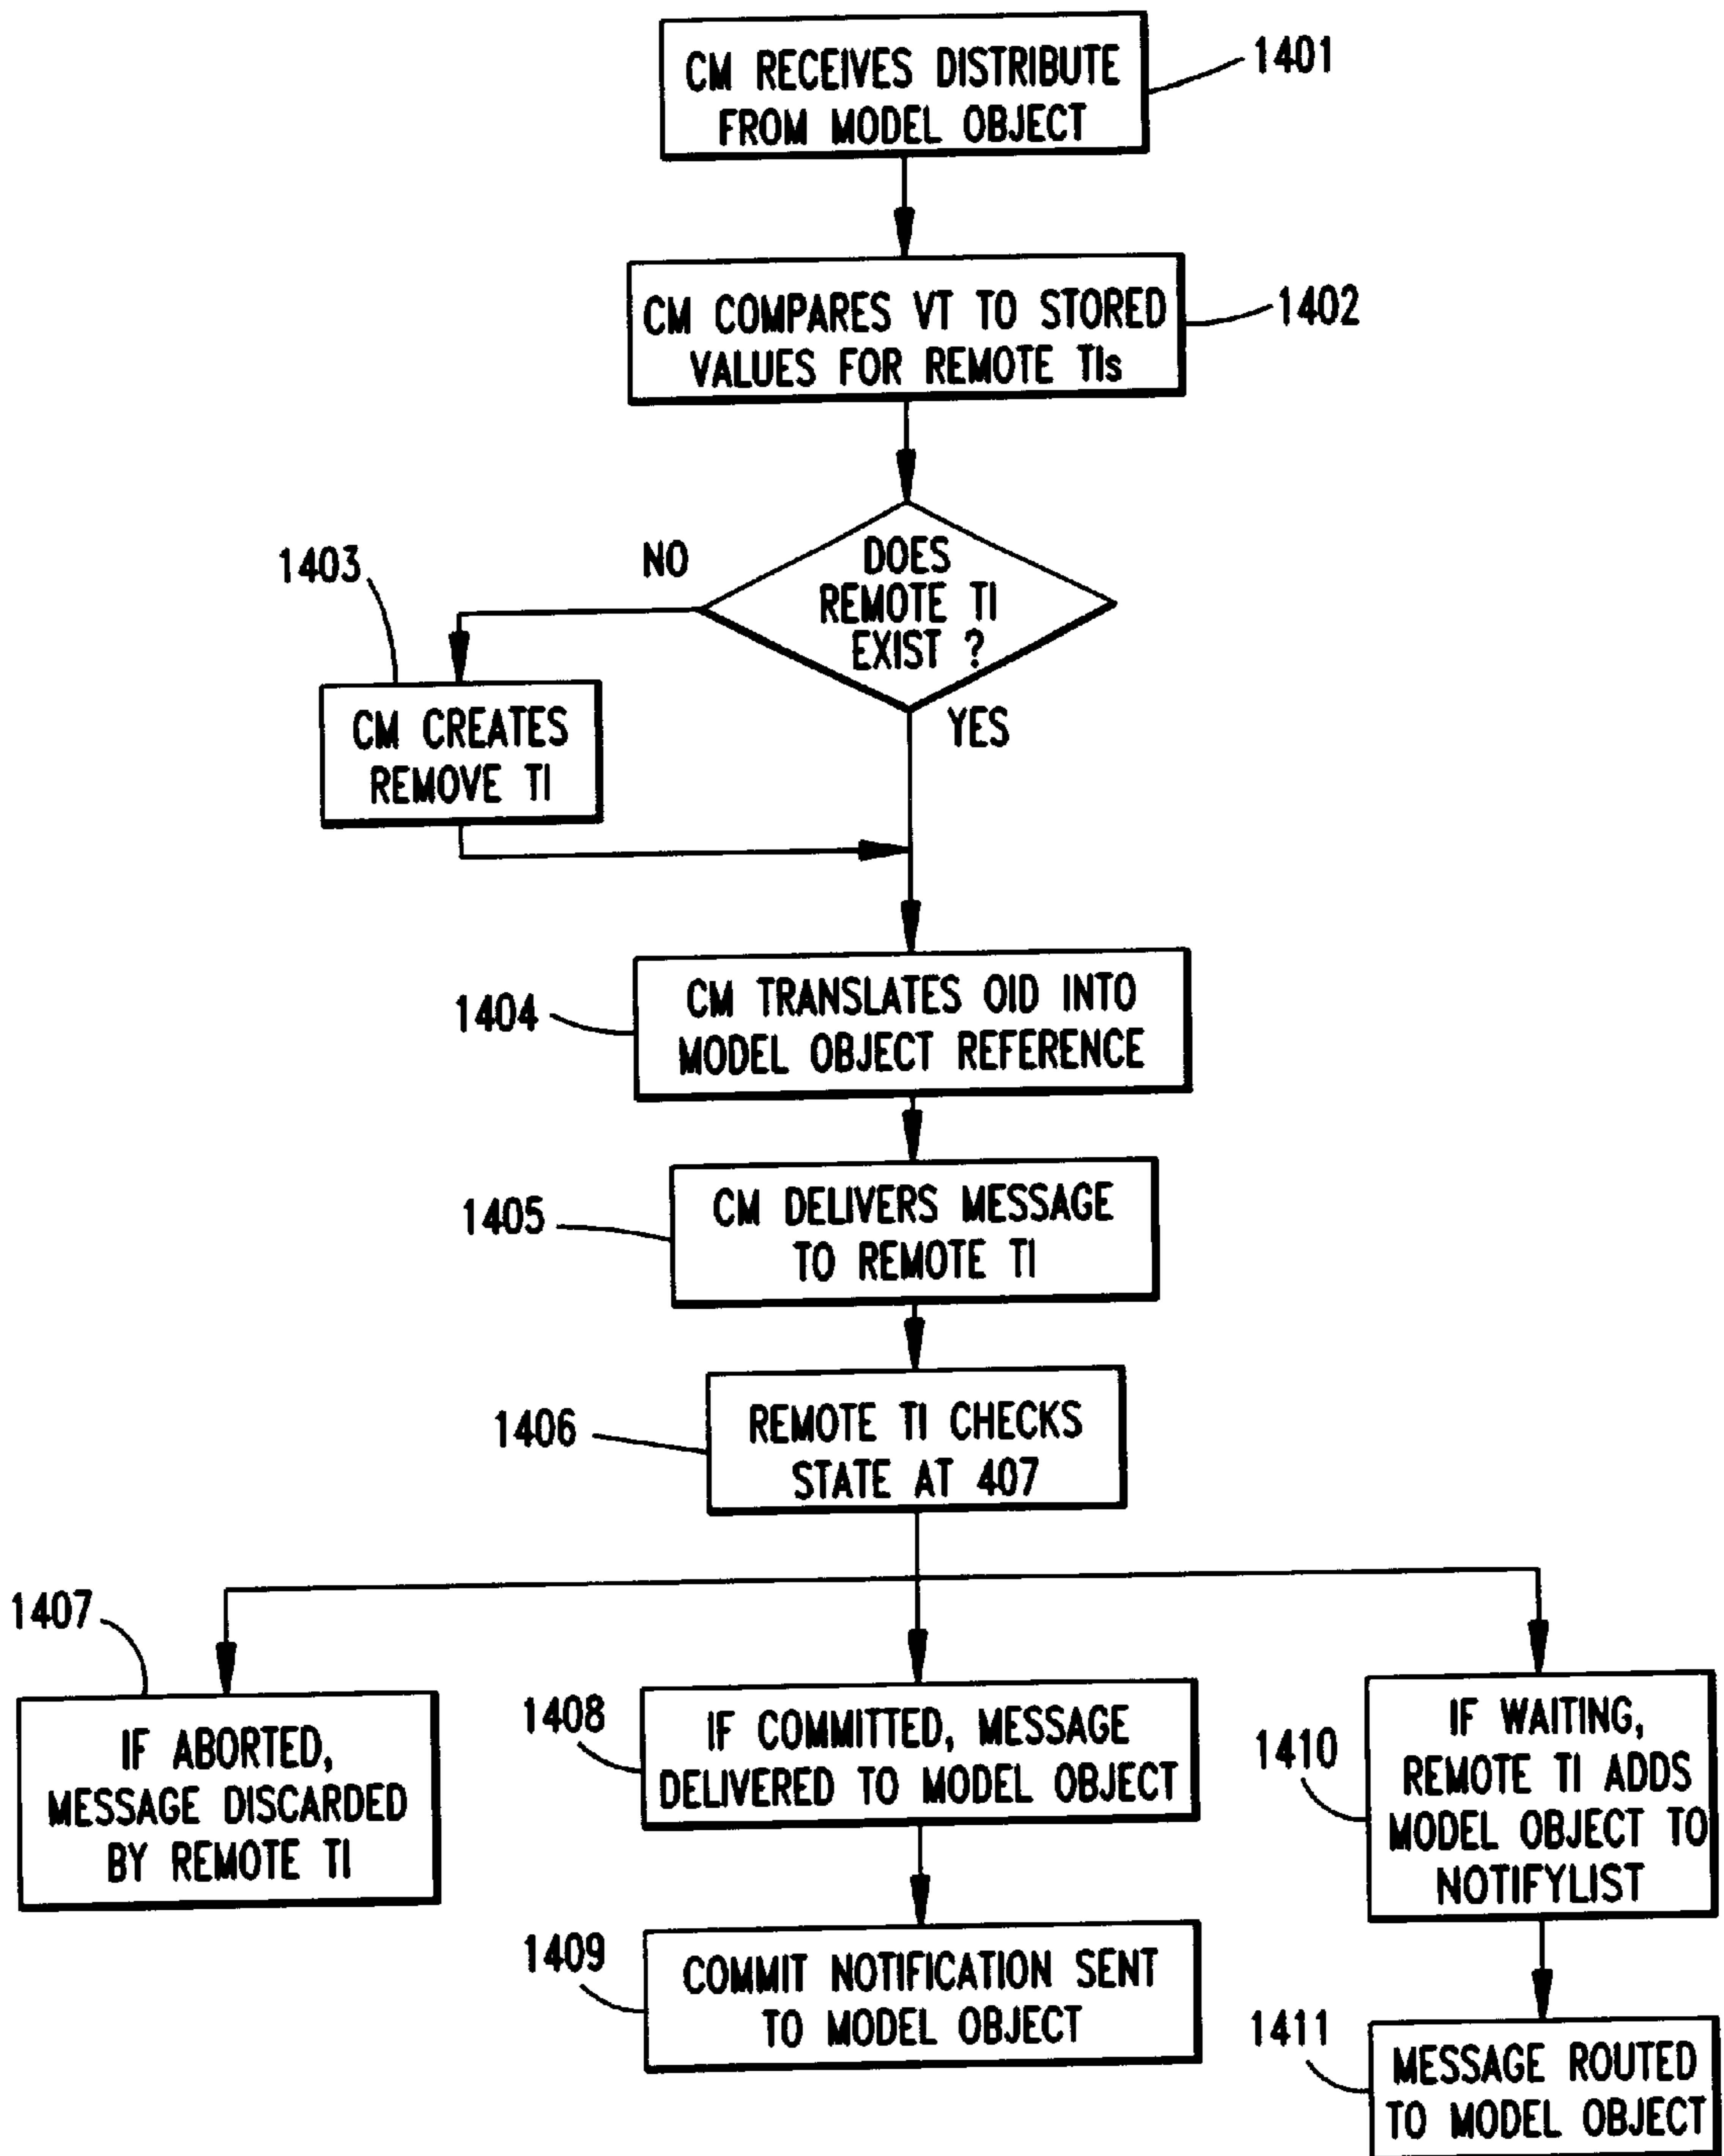 CM RECEIVES DISTRIBUTE
FROM MODEL OBJECT
1401
CM COMPARES VT TO STORED
VALUES FOR REMOTE TIs
1402
DOES
REMOTE TI
EXIST ?
NO
YES
1403
CM CREATES
REMOVE TI
1404
CM TRANSLATES OID INTO
MODEL OBJECT REFERENCE
1405
CM DELIVERS MESSAGE
TO REMOTE TI
1406
REMOTE TI CHECKS
STATE AT 407
1407
IF ABORTED,
MESSAGE DISCARDED
BY REMOTE TI
1408
IF COMMITTED, MESSAGE
DELIVERED TO MODEL OBJECT
1409
COMMIT NOTIFICATION SENT
TO MODEL OBJECT
1410
IF WAITING,
REMOTE TI ADDS
MODEL OBJECT TO
NOTIFYLIST
1411
MESSAGE ROUTED
TO MODEL OBJECT